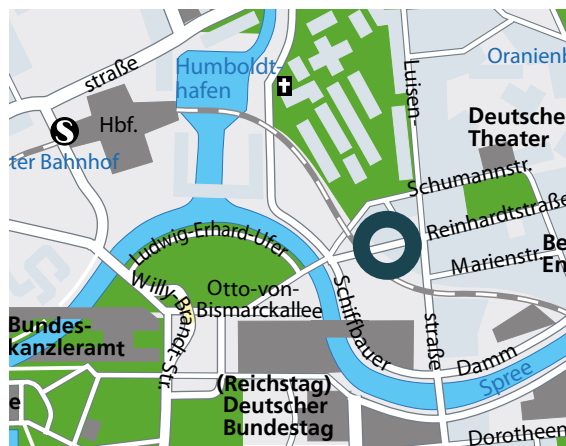 straße
Humboldt-
hafen
Luisen-
Oranienb
Hbf.
S
ter Bahnhof
Deutsche
Theater
Schumannstr.
Reinhardtstraße
Ludwig-Erhard-Ufer
Be
En
Marienstr.
Willy-Brandt-Str.
Otto-von-
Bismarckallee
Schiffbauer
straße
Bundes-
kanzleramt
Damm
Spree
(Reichstag)
Deutscher
Bundestag
e
Dorotheen